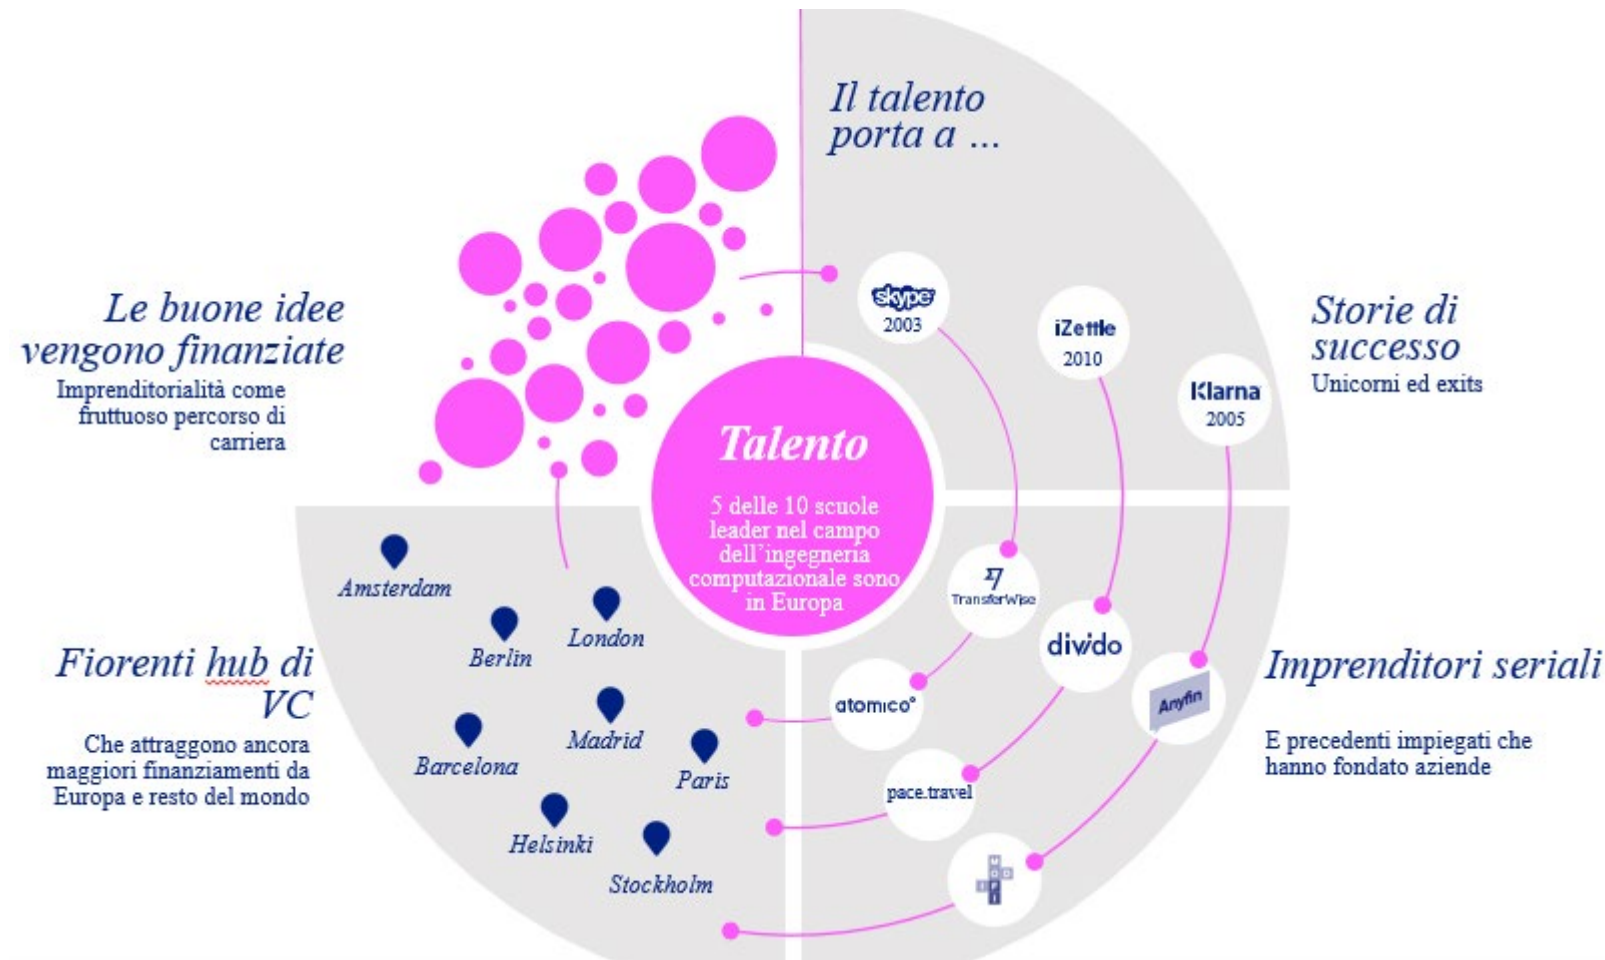 Il talento
porta a ...
skype
2003
iZettle
2010
Klarna
2005
Storie di
successo
Unicorni ed exits
Le buone idee
vengono finanziate
Imprenditorialità come
fruttuoso percorso di
carriera
Talento
5 delle 10 scuole
leader nel campo
dell'ingegneria
computazionale sono
in Europa
TransferWise
divido
Anyfin
atomico
pace.travel
Imprenditori seriali
E precedenti impiegati che
hanno fondato aziende
Fiorenti hub di
VC
Che attraggono ancora
maggiori finanziamenti da
Europa e resto del mondo
Amsterdam
Berlin
London
Barcelona
Madrid
Paris
Helsinki
Stockholm